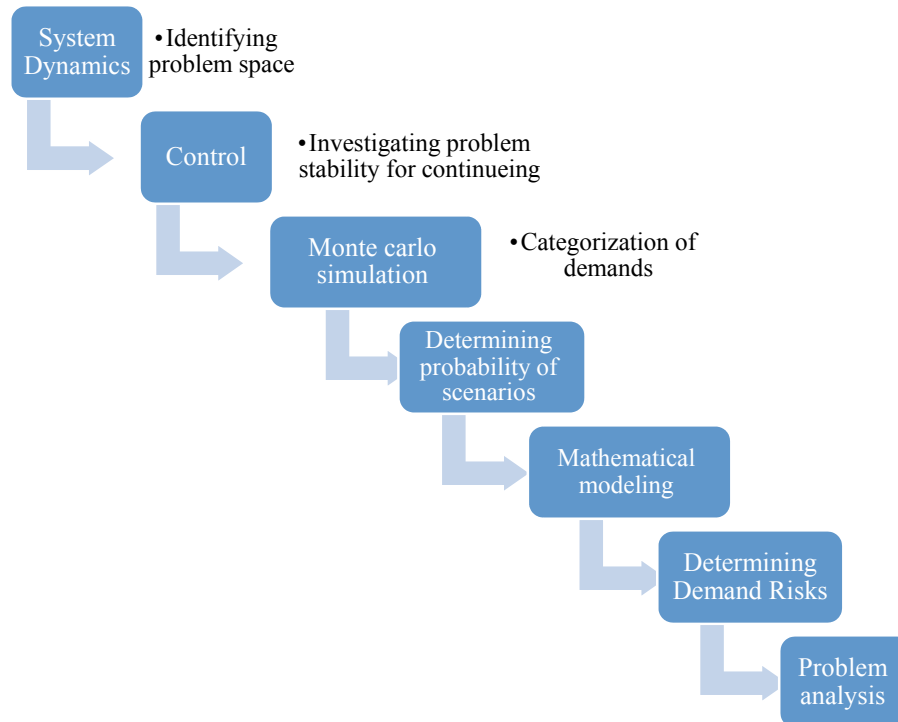 System
Dynamics
•Identifying
problem space
Control
•Investigating problem
stability for continueing
Monte carlo
simulation
•Categorization of
demands
Determining
probability of
scenarios
Mathematical
modeling
Determining
Demand Risks
Problem
analysis